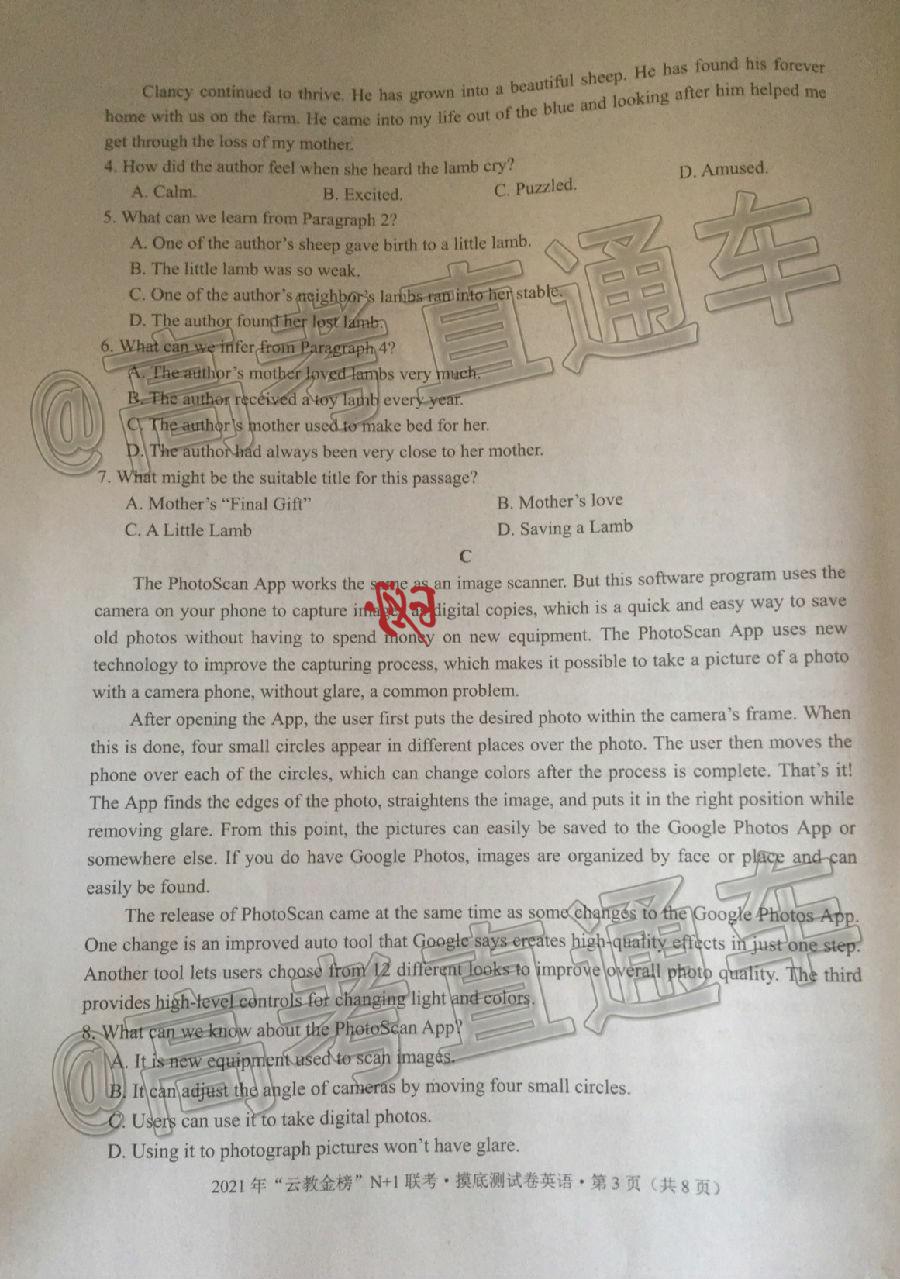 Clancy continued to thrive. He has grown into a beautiful sheep. He has found his forever
home with us on the farm. He came into my life out of the blue and looking after him helped me
get through the loss of my mother.
4. How did the author feel when she heard the lamb cry?
A. Calm. B. Excited. C. Puzzled. D. Amused.
5. What can we learn from Paragraph 2?
A. One of the author's sheep gave birth to a little lamb.
B. The little lamb was so weak.
C. One of the author's neighbor's lambs ran into her stable.
D. The author found her lost lamb.
6. What can we infer from Paragraph 4?
A. The author's mother loved lambs very much.
B. The author received a toy lamb every year.
C. The author's mother used to make bed for her.
D. The author had always been very close to her mother.
7. What might be the suitable title for this passage?
A. Mother's “Final Gift” B. Mother's love
C. A Little Lamb D. Saving a Lamb
C
The PhotoScan App works the same as an image scanner. But this software program uses the
camera on your phone to capture images as digital copies, which is a quick and easy way to save
old photos without having to spend money on new equipment. The PhotoScan App uses new
technology to improve the capturing process, which makes it possible to take a picture of a photo
with a camera phone, without glare, a common problem.
After opening the App, the user first puts the desired photo within the camera's frame. When
this is done, four small circles appear in different places over the photo. The user then moves the
phone over each of the circles, which can change colors after the process is complete. That's it!
The App finds the edges of the photo, straightens the image, and puts it in the right position while
removing glare. From this point, the pictures can easily be saved to the Google Photos App or
somewhere else. If you do have Google Photos, images are organized by face or place and can
easily be found.
The release of PhotoScan came at the same time as some changes to the Google Photos App.
One change is an improved auto tool that Google says creates high-quality effects in just one step.
Another tool lets users choose from 12 different looks to improve overall photo quality. The third
provides high-level controls for changing light and colors.
8. What can we know about the PhotoScan App?
A. It is new equipment used to scan images.
B. It can adjust the angle of cameras by moving four small circles.
C. Users can use it to take digital photos.
D. Using it to photograph pictures won't have glare.
2021年“云教金榜”N+1联考·摸底测试卷英语·第3页（共8页）
@高考直通车
@高考直通车